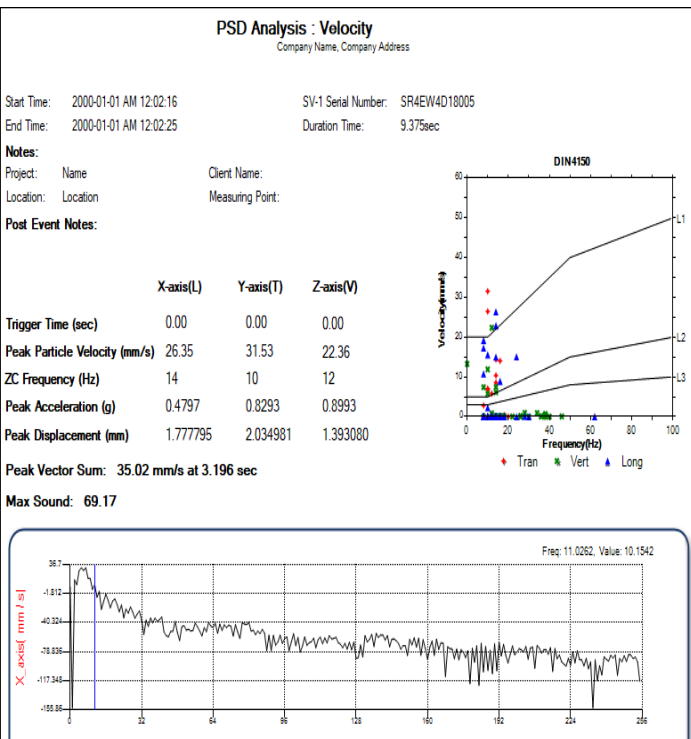 PSD Analysis : Velocity
Company Name, Company Address
Start Time: 2000-01-01 AM 12:02:16 SV-1 Serial Number: SR4EW4D18005
End Time: 2000-01-01 AM 12:02:25 Duration Time: 9.375sec
Notes:
Project: Name Client Name:
Location: Location Measuring Point:
Post Event Notes:
X-axis(L) Y-axis(T) Z-axis(V)
Trigger Time (sec) 0.00 0.00 0.00
Peak Particle Velocity (mm/s) 26.35 31.53 22.36
ZC Frequency (Hz) 14 10 12
Peak Acceleration (g) 0.4797 0.8293 0.8993
Peak Displacement (mm) 1.777795 2.034981 1.393080
Peak Vector Sum: 35.02 mm/s at 3.196 sec
Max Sound: 69.17
DIN4150
Velocity(mm/s)
60
50
40
30
20
10
0
L1
L2
L3
0 20 40 60 80 100
Frequency(Hz)
Tran Vert Long
Freq: 11.0262, Value: 10.1542
X_axis( mm / s)
36.7
-1.812
-40.324
-78.836
-117.348
-155.86
0 32 64 96 128 160 192 224 256